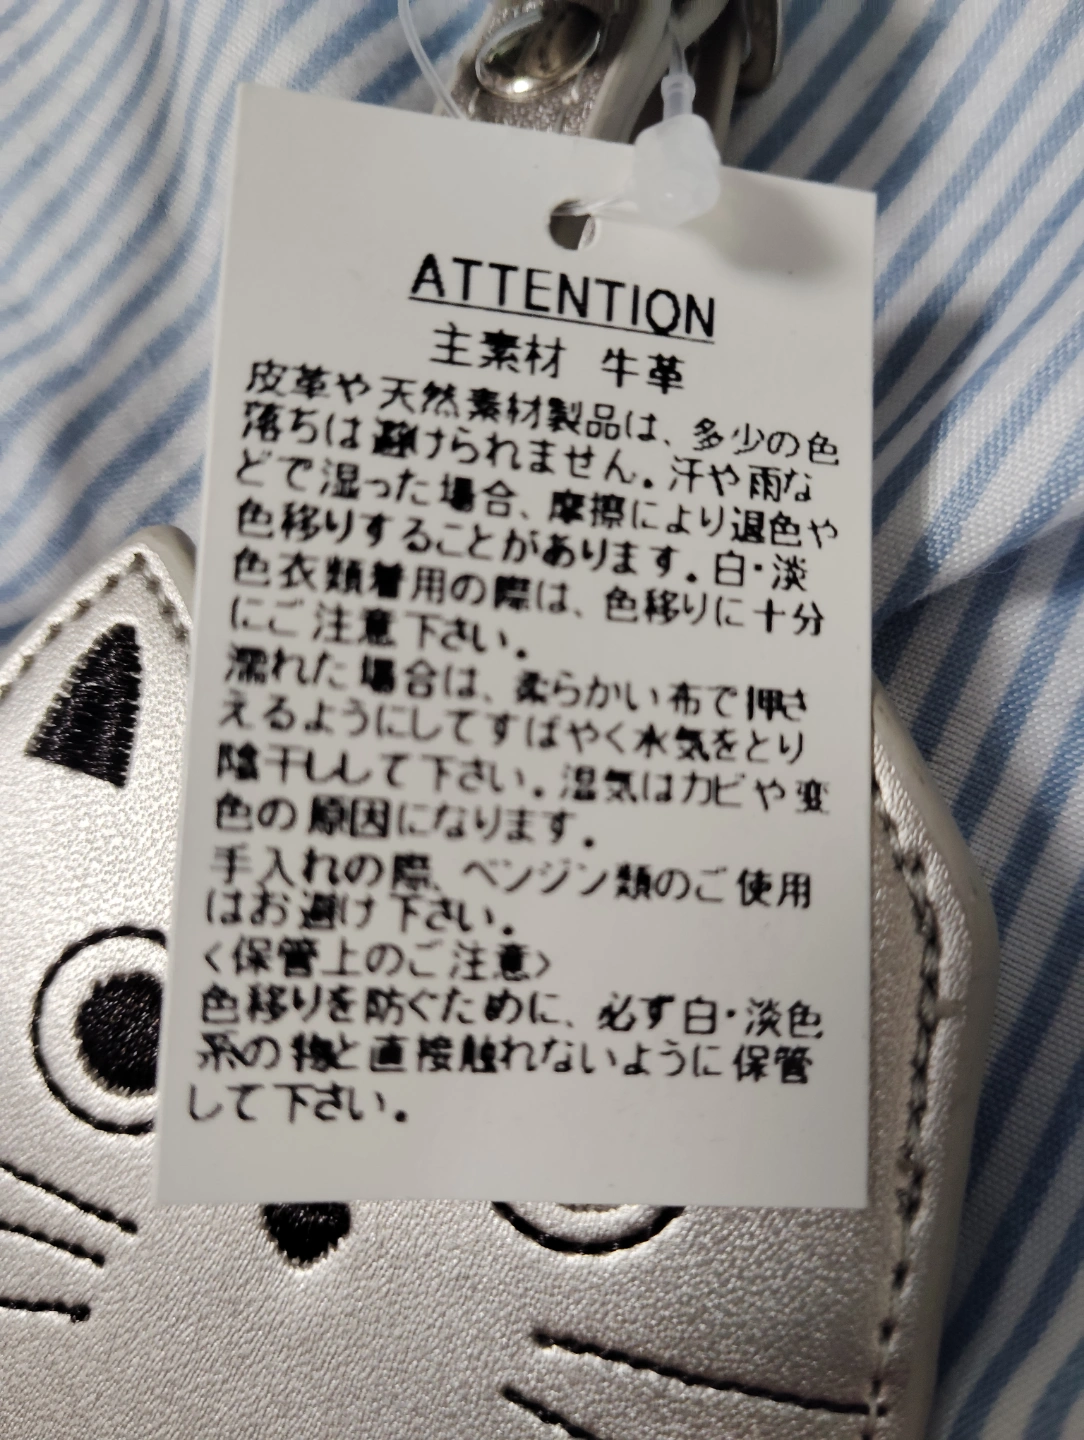 ATTENTION
主素材 牛革
皮革や天然素材製品は、多少の色
落ちは避けられません。汗や雨な
どで湿った場合、摩擦により退色や
色移りすることがあります。白・淡
色衣類着用の際は、色移りに十分
にご注意下さい。
濡れた場合は、柔らかい布で押さ
えるようにしてすばやく水気をとり
陰干しして下さい。湿気はカビや変
色の原因になります。
手入れの際、ベンジン類のご使用
はお避け下さい。
<保管上のご注意>
色移りを防ぐために、必ず白・淡色
系の物と直接触れないように保管
して下さい。